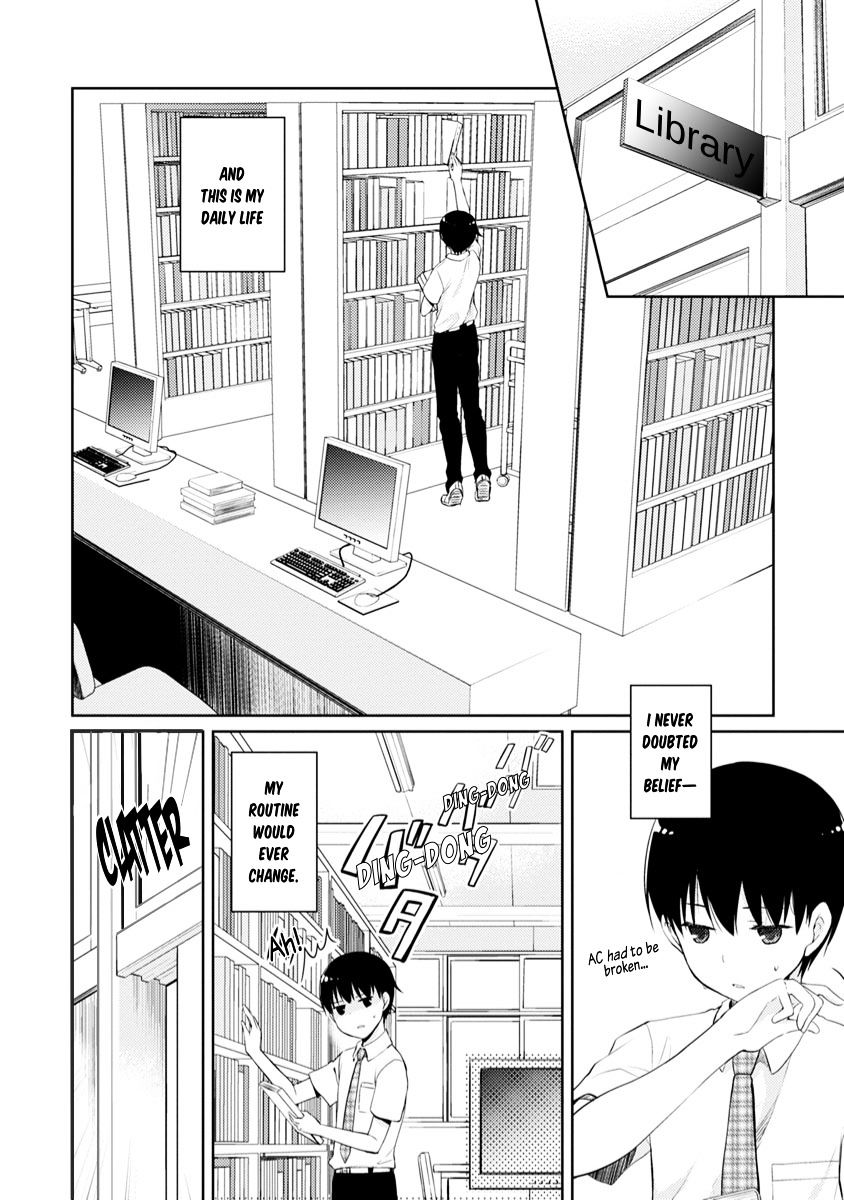 Library
AND
THIS IS MY
DAILY LIFE
I NEVER
DOUBTED
MY
BELIEF—
AC had to be
broken...
MY
ROUTINE
WOULD
EVER
CHANGE.
DING-DONG
DING-DONG
Ah!
CLATTER